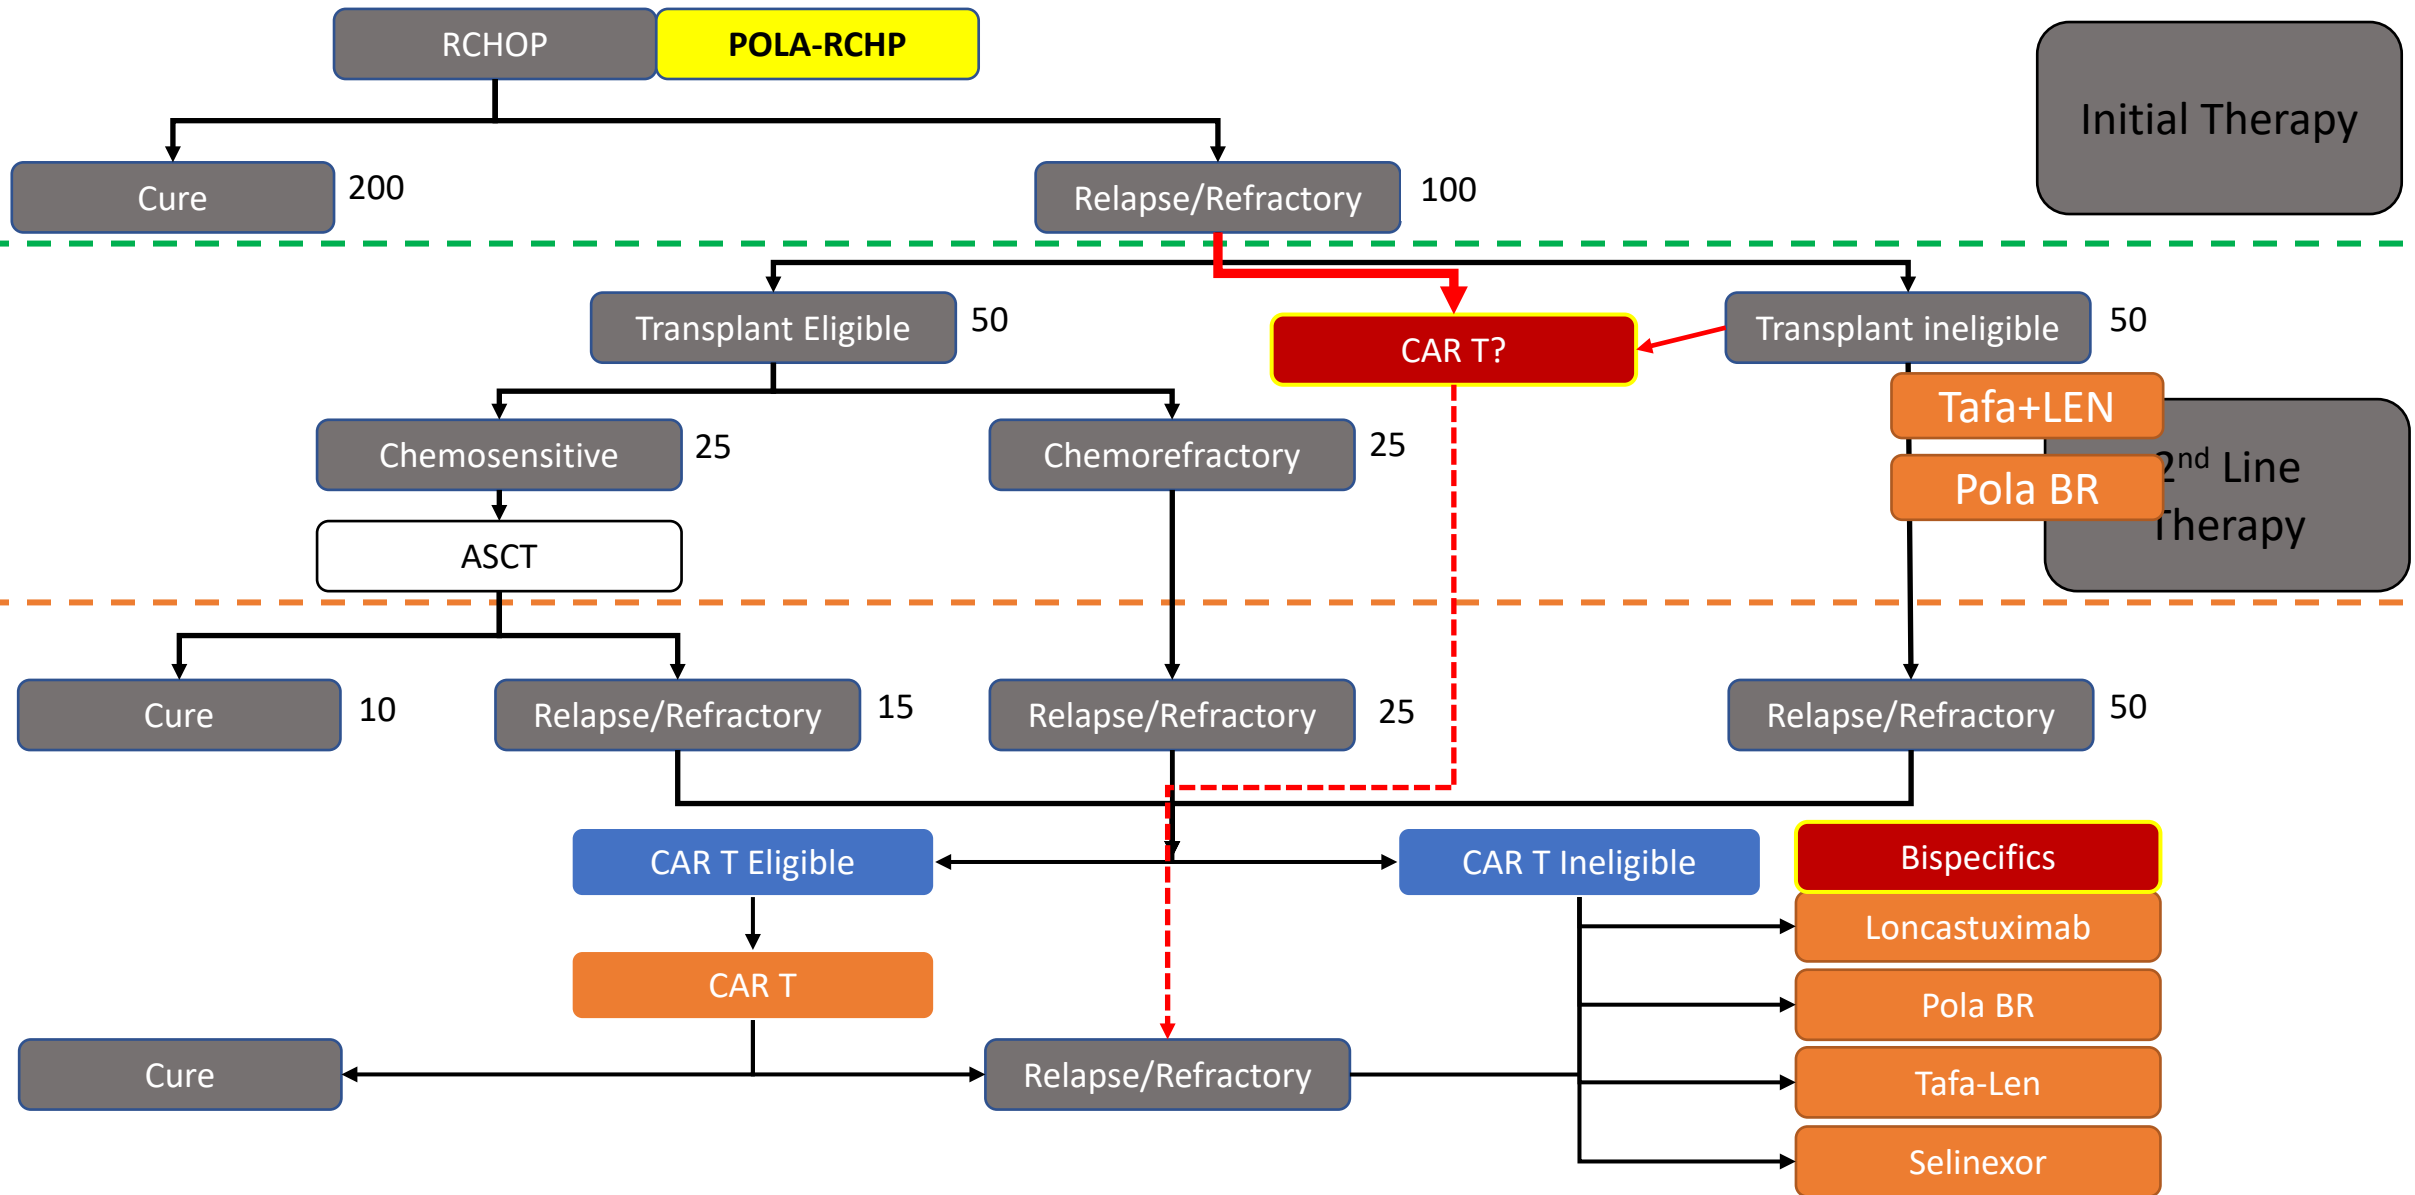 RCHOP
POLA-RCHP
Initial Therapy
Cure
200
Relapse/Refractory
100
Transplant Eligible
50
CAR T?
Transplant ineligible
50
Tafa+LEN
Chemosensitive
25
Chemorefractory
25
Pola BR
2nd Line
Therapy
ASCT
Cure
10
Relapse/Refractory
15
Relapse/Refractory
25
Relapse/Refractory
50
CAR T Eligible
CAR T Ineligible
Bispecifics
Loncastuximab
CAR T
Pola BR
Cure
Relapse/Refractory
Tafa-Len
Selinexor